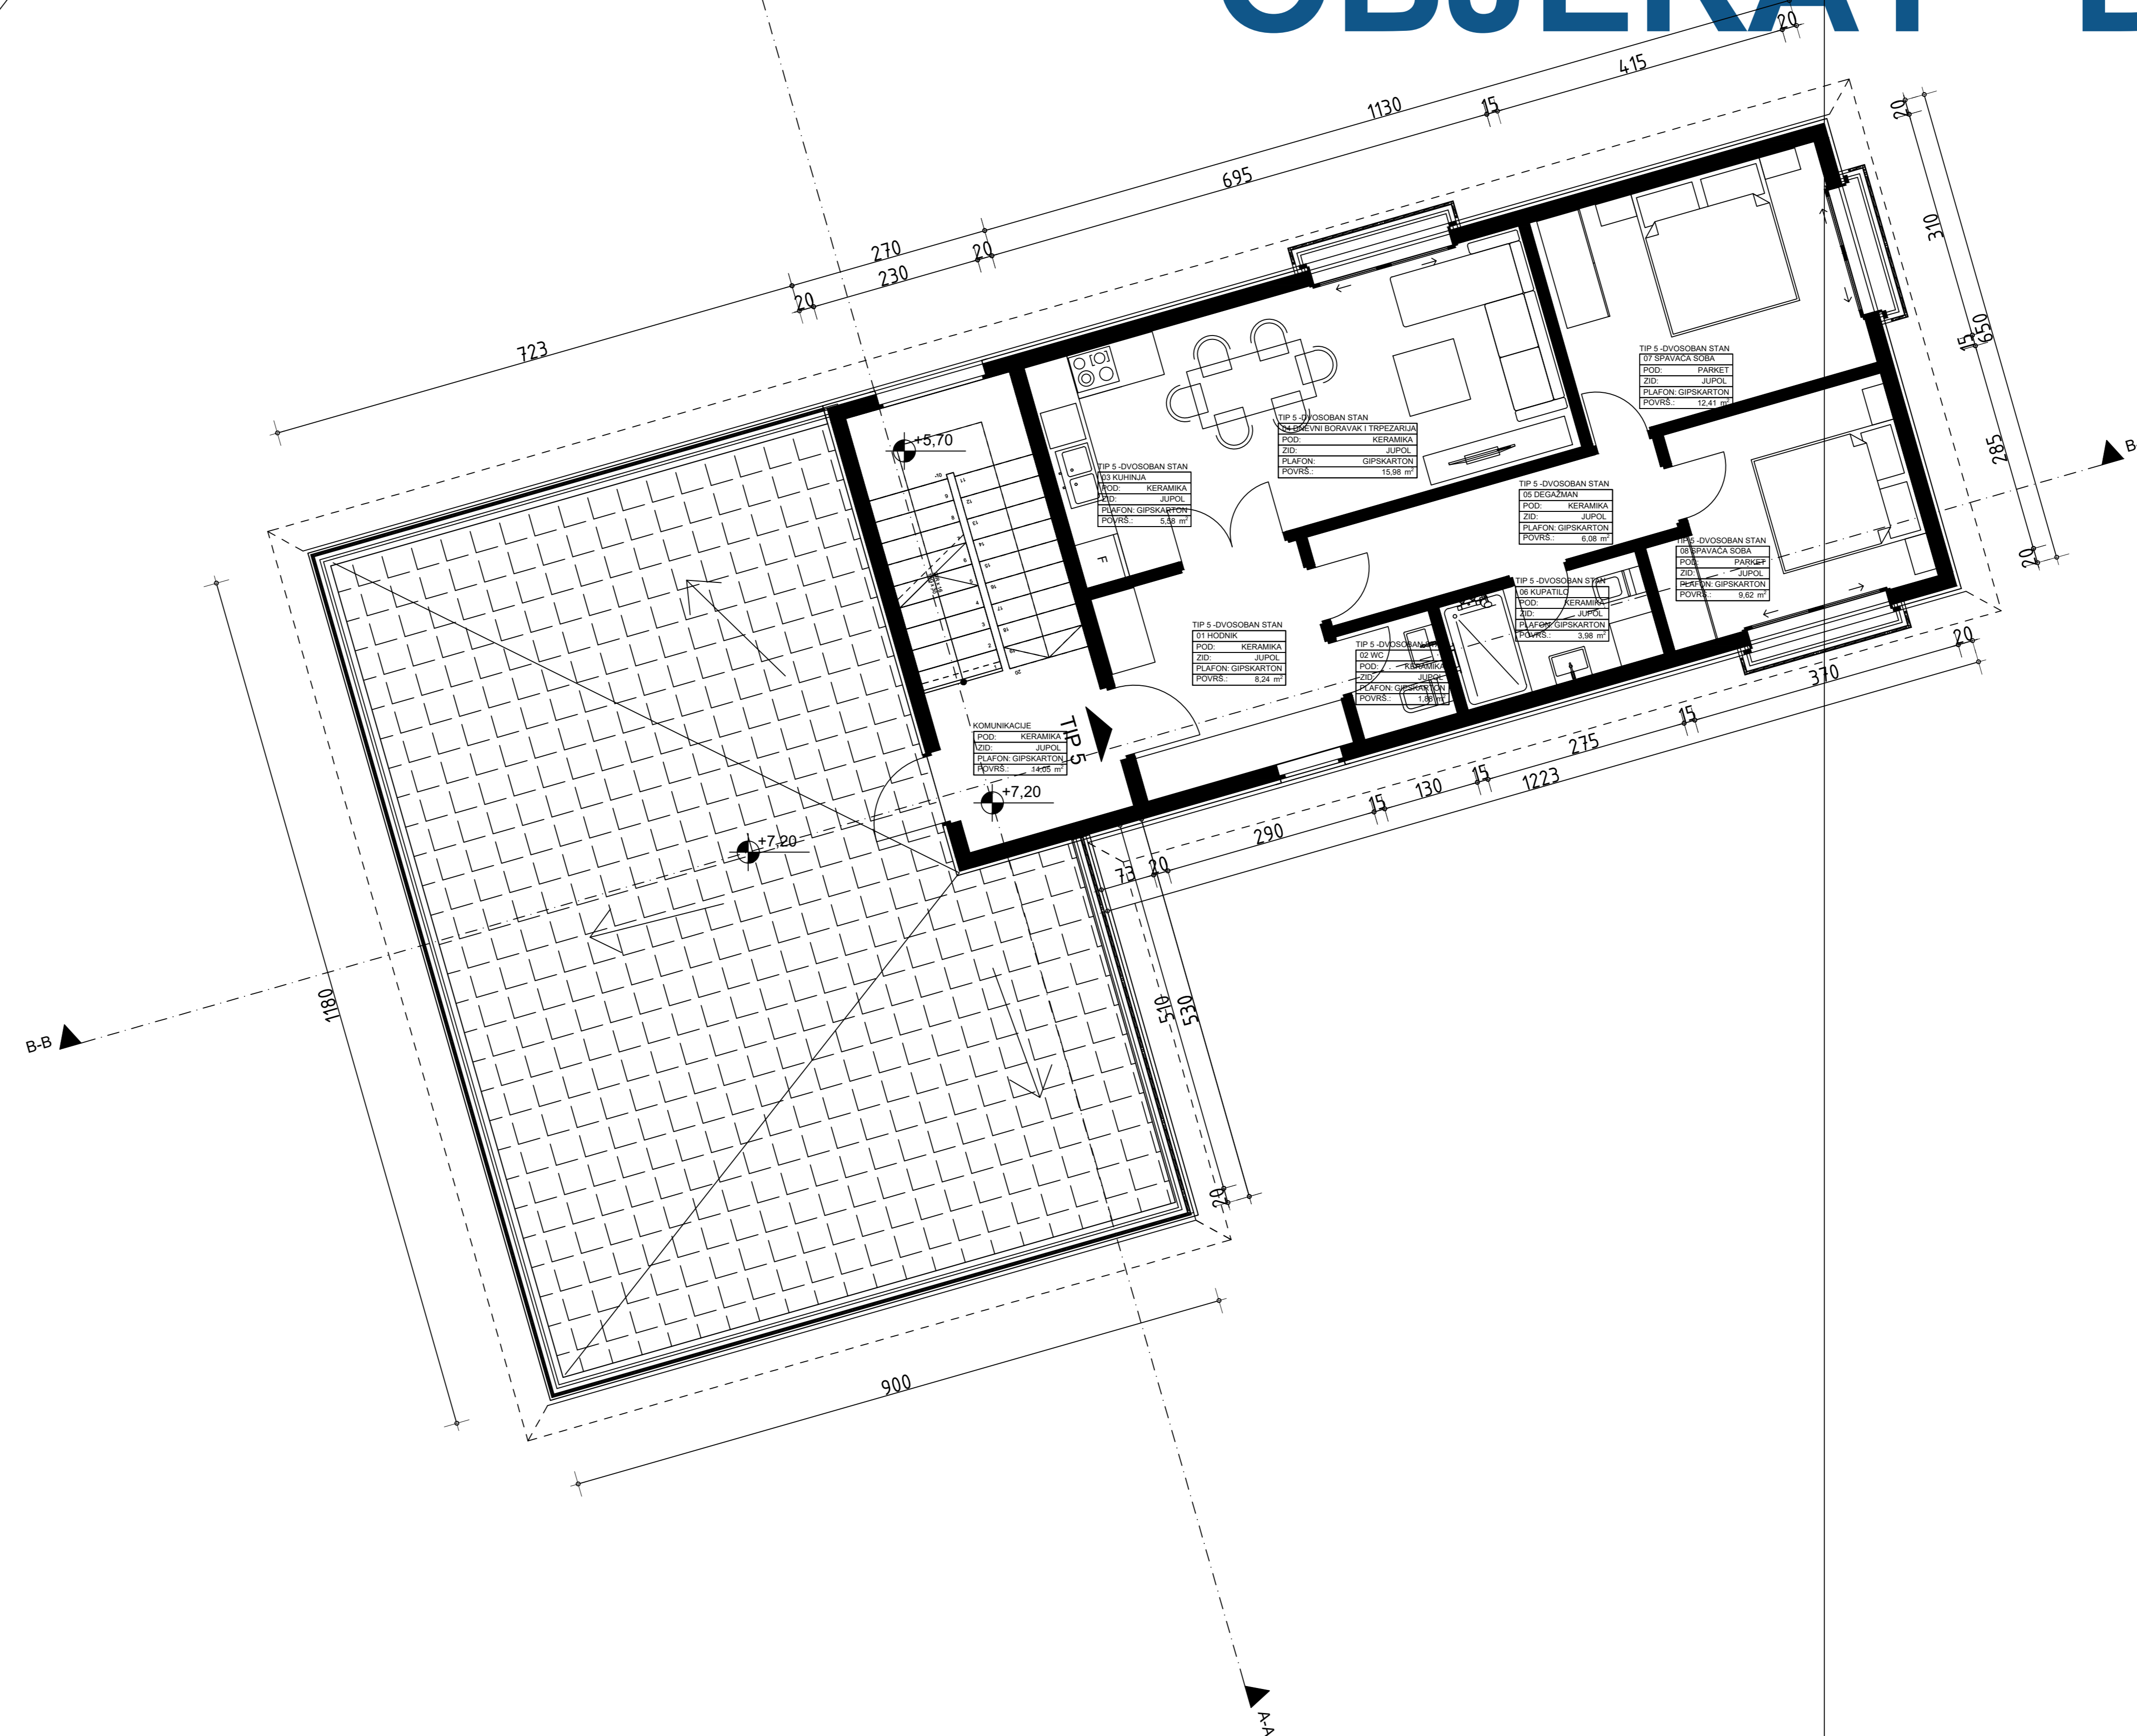 OBJEKAT
20
415
1130
15
695
20
310
270
20
230
20
723
15
650
285
20
B-B
+5,70
TIP 5 -DVOSOBAN STAN
07 SPAVAĆA SOBA
POD: PARKET
ZID: JUPOL
PLAFON: GIPSKARTON
POVRŠ.: 12,41 m²
TIP 5 -DVOSOBAN STAN
04 DNEVNI BORAVAK I TRPEZARIJA
POD: KERAMIKA
ZID: JUPOL
PLAFON: GIPSKARTON
POVRŠ.: 15,98 m²
TIP 5 -DVOSOBAN STAN
03 KUHINJA
POD: KERAMIKA
ZID: JUPOL
PLAFON: GIPSKARTON
POVRŠ.: 5,58 m²
F
TIP 5 -DVOSOBAN STAN
05 DEGAŽMAN
POD: KERAMIKA
ZID: JUPOL
PLAFON: GIPSKARTON
POVRŠ.: 6,08 m²
TIP 5 -DVOSOBAN STAN
08 SPAVAĆA SOBA
POD: PARKET
ZID: JUPOL
PLAFON: GIPSKARTON
POVRŠ.: 9,62 m²
TIP 5 -DVOSOBAN STAN
06 KUPATILO
POD: KERAMIKA
ZID: JUPOL
PLAFON: GIPSKARTON
POVRŠ.: 3,98 m²
TIP 5 -DVOSOBAN STAN
01 HODNIK
POD: KERAMIKA
ZID: JUPOL
PLAFON: GIPSKARTON
POVRŠ.: 8,24 m²
TIP 5 -DVOSOBAN STAN
02 WC
POD: KERAMIKA
ZID: JUPOL
PLAFON: GIPSKARTON
POVRŠ.: 1,88 m²
KOMUNIKACIJE
POD: KERAMIKA
ZID: JUPOL
PLAFON: GIPSKARTON
POVRŠ.: 14,05 m²
TIP 5
+7,20
+7,20
20
370
15
275
15
1223
130
15
290
20
73
510
530
20
1180
900
B-B
A-A